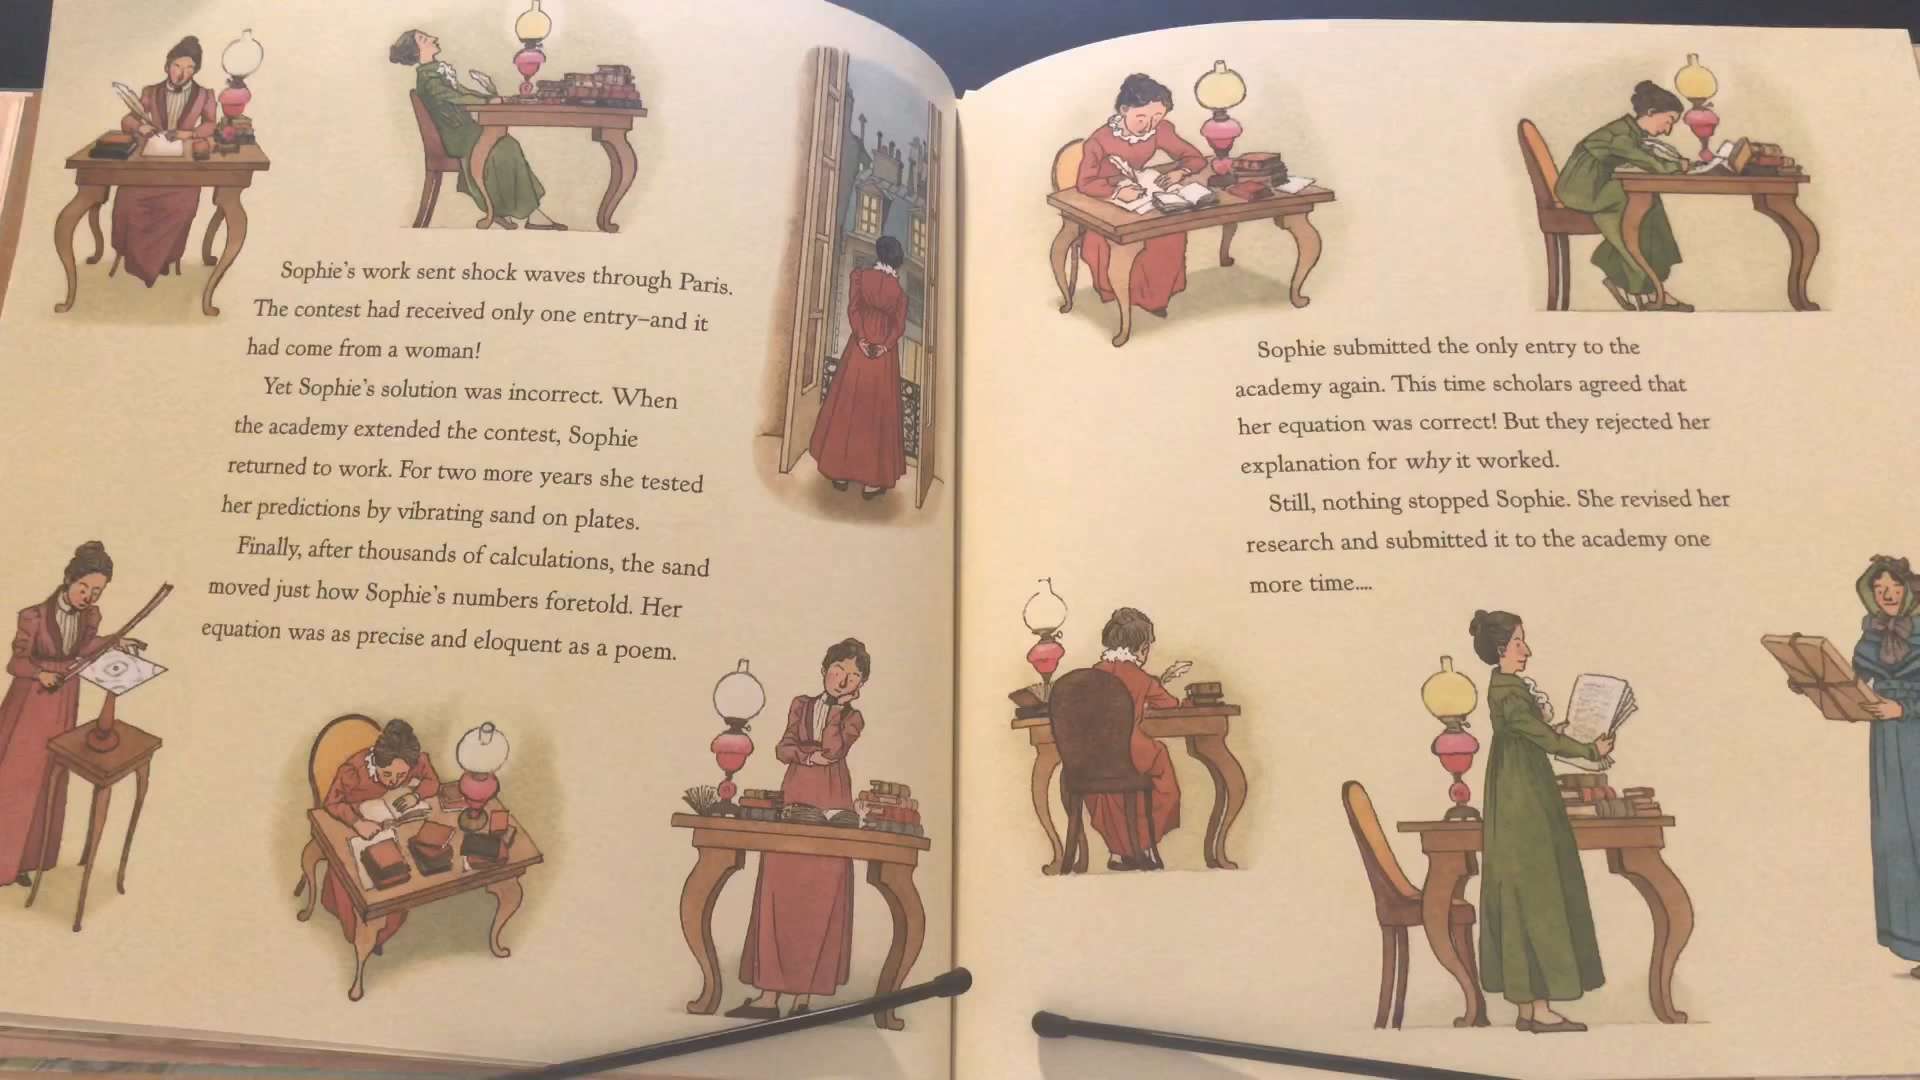 Sophie's work sent shock waves through Paris.
The contest had received only one entry–and it
had come from a woman!
Yet Sophie's solution was incorrect. When
the academy extended the contest, Sophie
returned to work. For two more years she tested
her predictions by vibrating sand on plates.
Finally, after thousands of calculations, the sand
moved just how Sophie's numbers foretold. Her
equation was as precise and eloquent as a poem.
Sophie submitted the only entry to the
academy again. This time scholars agreed that
her equation was correct! But they rejected her
explanation for why it worked.
Still, nothing stopped Sophie. She revised her
research and submitted it to the academy one
more time....